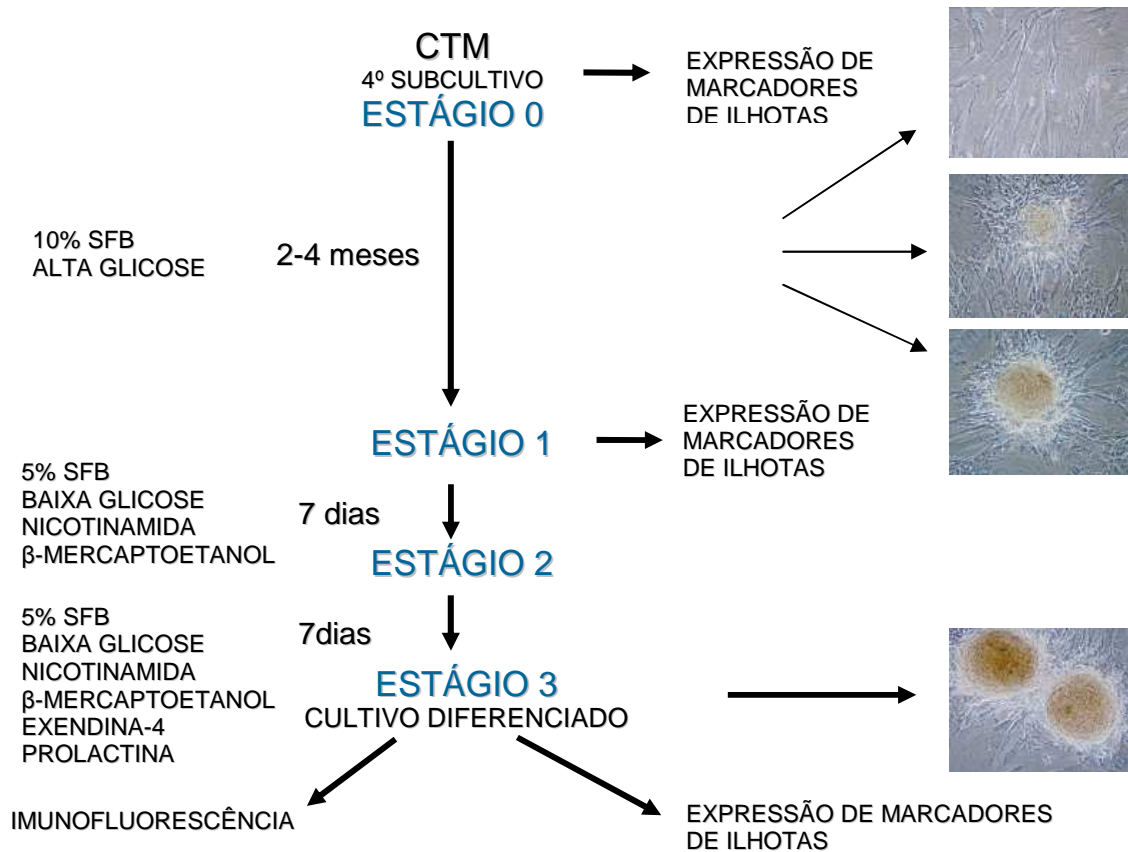 CTM
4º SUBCULTIVO
ESTÁGIO 0
EXPRESSÃO DE
MARCADORES
DE ILHOTAS
10% SFB
ALTA GLICOSE
2-4 meses
ESTÁGIO 1
EXPRESSÃO DE
MARCADORES
DE ILHOTAS
5% SFB
BAIXA GLICOSE
NICOTINAMIDA
β-MERCAPTOETANOL
7 dias
ESTÁGIO 2
5% SFB
BAIXA GLICOSE
NICOTINAMIDA
β-MERCAPTOETANOL
EXENDINA-4
PROLACTINA
7dias
ESTÁGIO 3
CULTIVO DIFERENCIADO
IMUNOFLUORESCÊNCIA
EXPRESSÃO DE MARCADORES
DE ILHOTAS